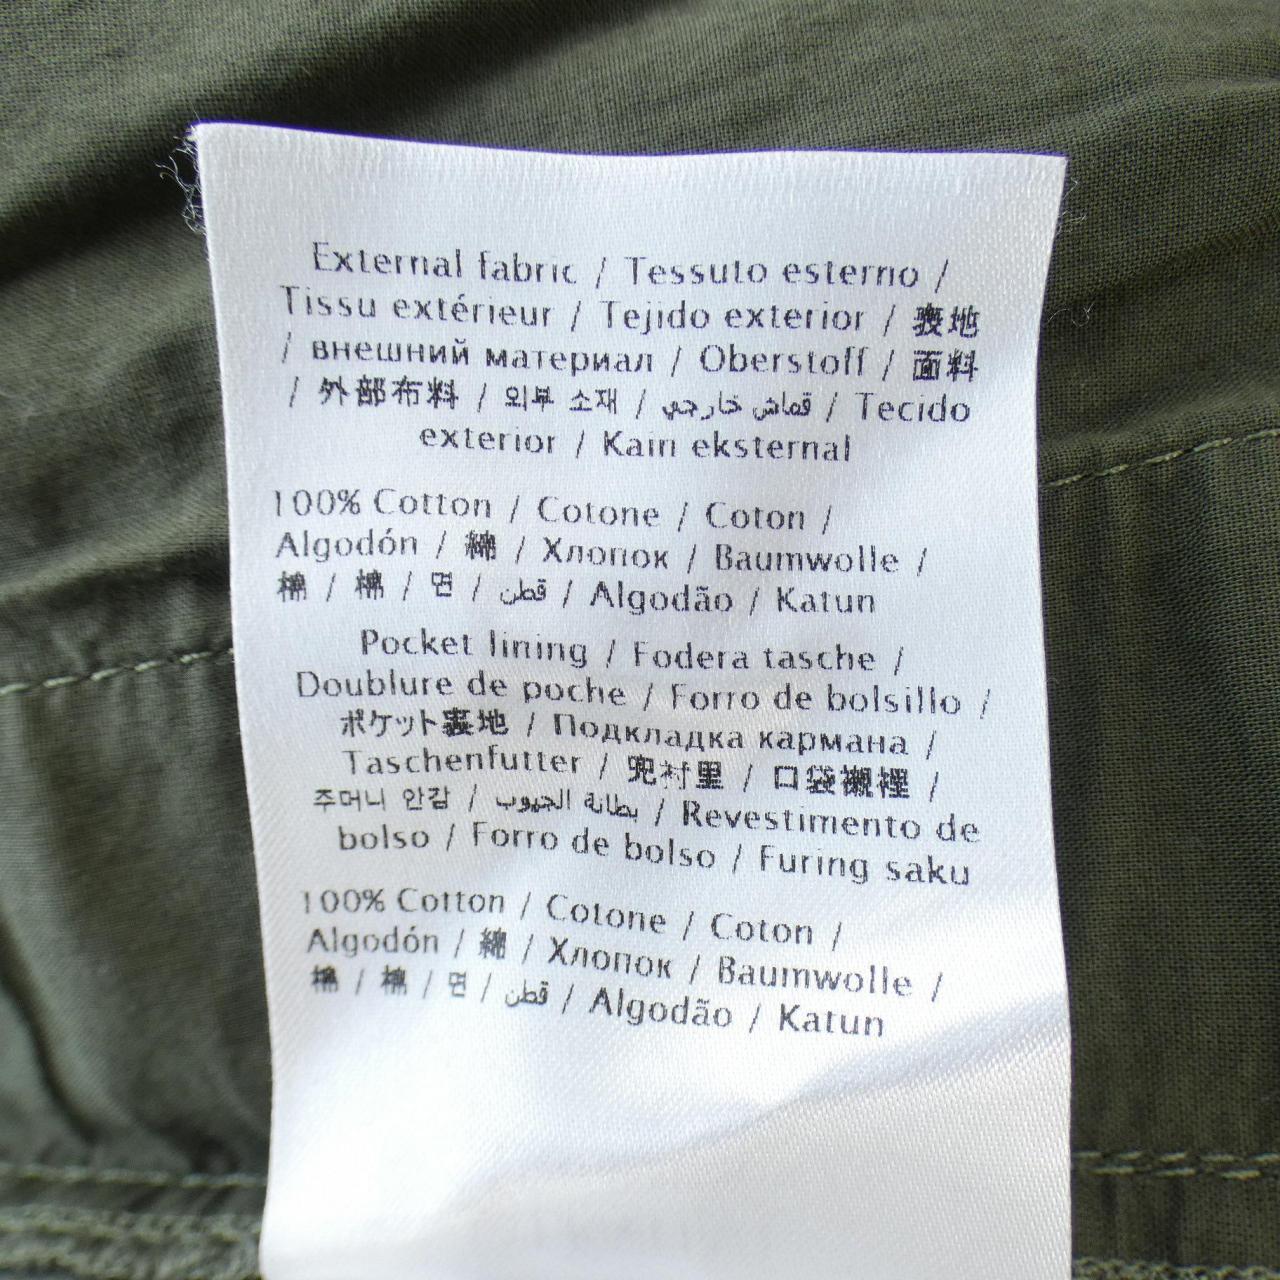 External fabric / Tessuto esterno /
Tissu extérieur / Tejido exterior / 表地
/ внешний материал / Oberstoff / 面料
/ 外部布料 / 외부 소재 / قماش خارجي / Tecido
exterior / Kain eksternal
100% Cotton / Cotone / Coton /
Algodón / 綿 / Хлопок / Baumwolle /
棉 / 棉 / 면 / قطن / Algodão / Katun
Pocket lining / Fodera tasche /
Doublure de poche / Forro de bolsillo /
ポケット裏地 / Подкладка кармана /
Taschenfutter / 兜衬里 / 口袋襯裡 /
주머니 안감 / بطانة الجيوب / Revestimento de
bolso / Forro de bolso / Furing saku
100% Cotton / Cotone / Coton /
Algodón / 綿 / Хлопок / Baumwolle /
棉 / 棉 / 면 / قطن / Algodão / Katun